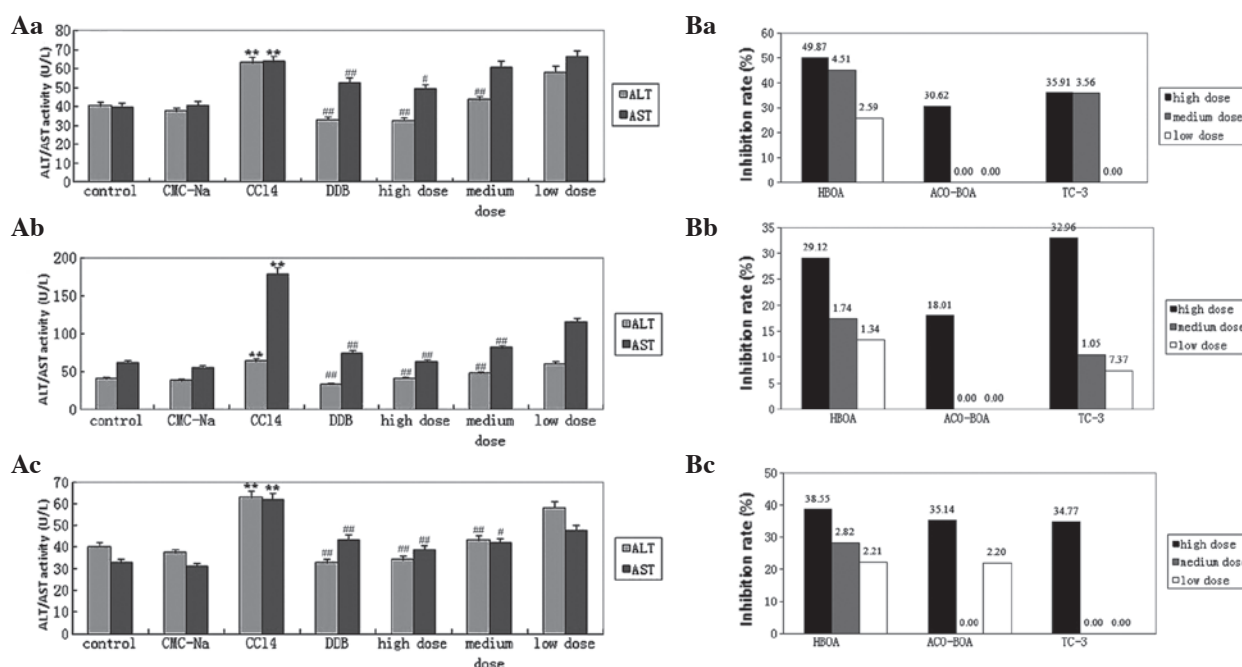 Aa
ALT/AST activity (U/L)
80
70
60
50
40
30
20
10
0
** **
## ##
## #
##
control CMC-Na CCl4 DDB high dose medium dose low dose
ALT
AST
Ba
Inhibition rate (%)
60
50
40
30
20
10
0
49.87 4.51 2.59
30.62 0.00 0.00
35.91 3.56 0.00
HBOA ACO-BOA TC-3
high dose
medium dose
low dose
Ab
ALT/AST activity (U/L)
200
150
100
50
0
** **
## ##
## ##
## ##
control CMC-Na CCl4 DDB high dose medium dose low dose
ALT
AST
Bb
Inhibition rate (%)
35
30
25
20
15
10
5
0
29.12 1.74 1.34
18.01 0.00 0.00
32.96 1.05 7.37
HBOA ACO-BOA TC-3
high dose
medium dose
low dose
Ac
ALT/AST activity (U/L)
70
60
50
40
30
20
10
0
** **
## ##
## ##
## #
control CMC-Na CCl4 DDB high dose medium dose low dose
ALT
AST
Bc
Inhibition rate (%)
50
40
30
20
10
0
38.55 2.82 2.21
35.14 0.00 2.20
34.77 0.00 0.00
HBOA ACO-BOA TC-3
high dose
medium dose
low dose